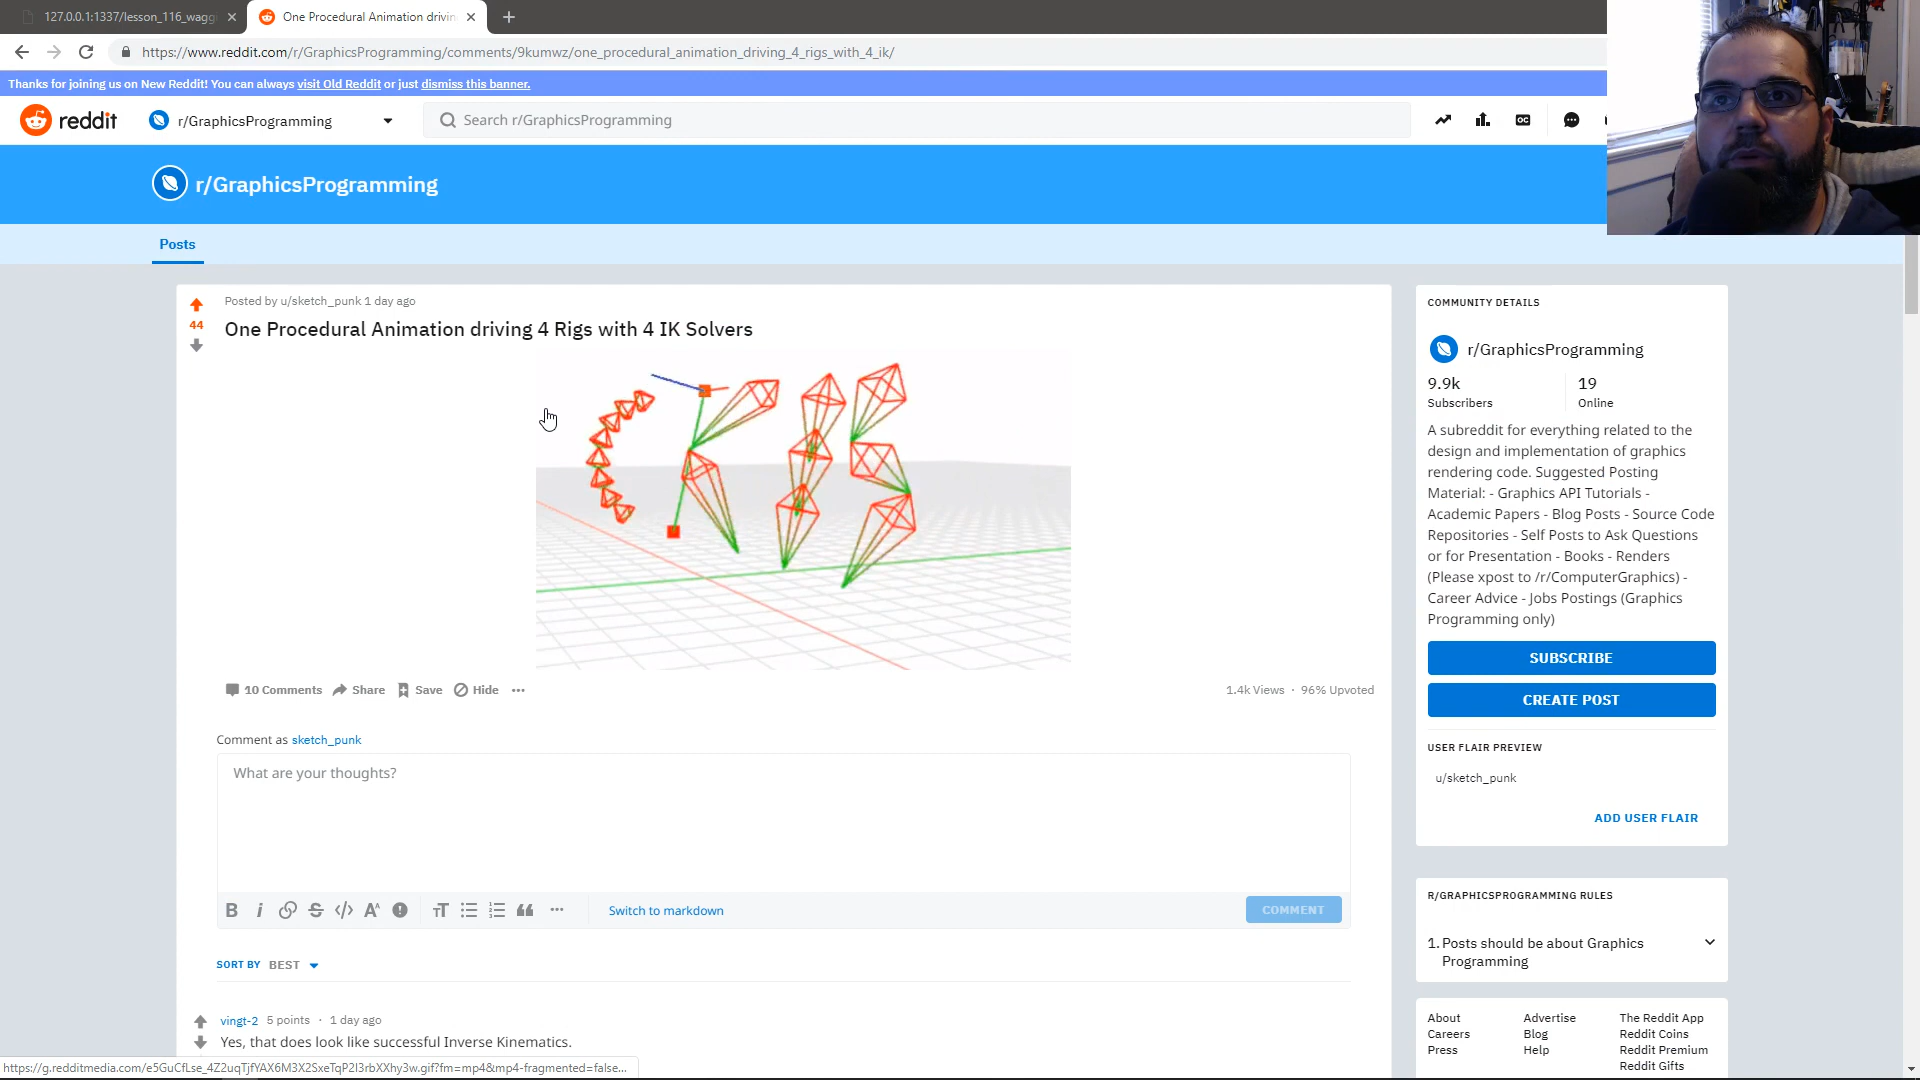 127.0.0.1:1337/lesson_116_wagg
One Procedural Animation drivin
https://www.reddit.com/r/GraphicsProgramming/comments/9kumwz/one_procedural_animation_driving_4_rigs_with_4_ik/
Thanks for joining us on New Reddit! You can always visit Old Reddit or just dismiss this banner.
reddit
r/GraphicsProgramming
Search r/GraphicsProgramming
OC
r/GraphicsProgramming
Posts
Posted by u/sketch_punk 1 day ago
44
One Procedural Animation driving 4 Rigs with 4 IK Solvers
10 Comments
Share
Save
Hide
1.4k Views · 96% Upvoted
Comment as sketch_punk
What are your thoughts?
Switch to markdown
COMMENT
SORT BY BEST
vingt-2 5 points · 1 day ago
Yes, that does look like successful Inverse Kinematics.
https://g.redditmedia.com/e5GuCfLse_4Z2uqTjfYAX6M3X2SxeTqP2I3rbXXhy3w.gif?fm=mp4&mp4-fragmented=false...
COMMUNITY DETAILS
r/GraphicsProgramming
9.9k
Subscribers
19
Online
A subreddit for everything related to the
design and implementation of graphics
rendering code. Suggested Posting
Material: - Graphics API Tutorials -
Academic Papers - Blog Posts - Source Code
Repositories - Self Posts to Ask Questions
or for Presentation - Books - Renders
(Please xpost to /r/ComputerGraphics) -
Career Advice - Jobs Postings (Graphics
Programming only)
SUBSCRIBE
CREATE POST
USER FLAIR PREVIEW
u/sketch_punk
ADD USER FLAIR
R/GRAPHICSPROGRAMMING RULES
1. Posts should be about Graphics
Programming
About
Careers
Press
Advertise
Blog
Help
The Reddit App
Reddit Coins
Reddit Premium
Reddit Gifts